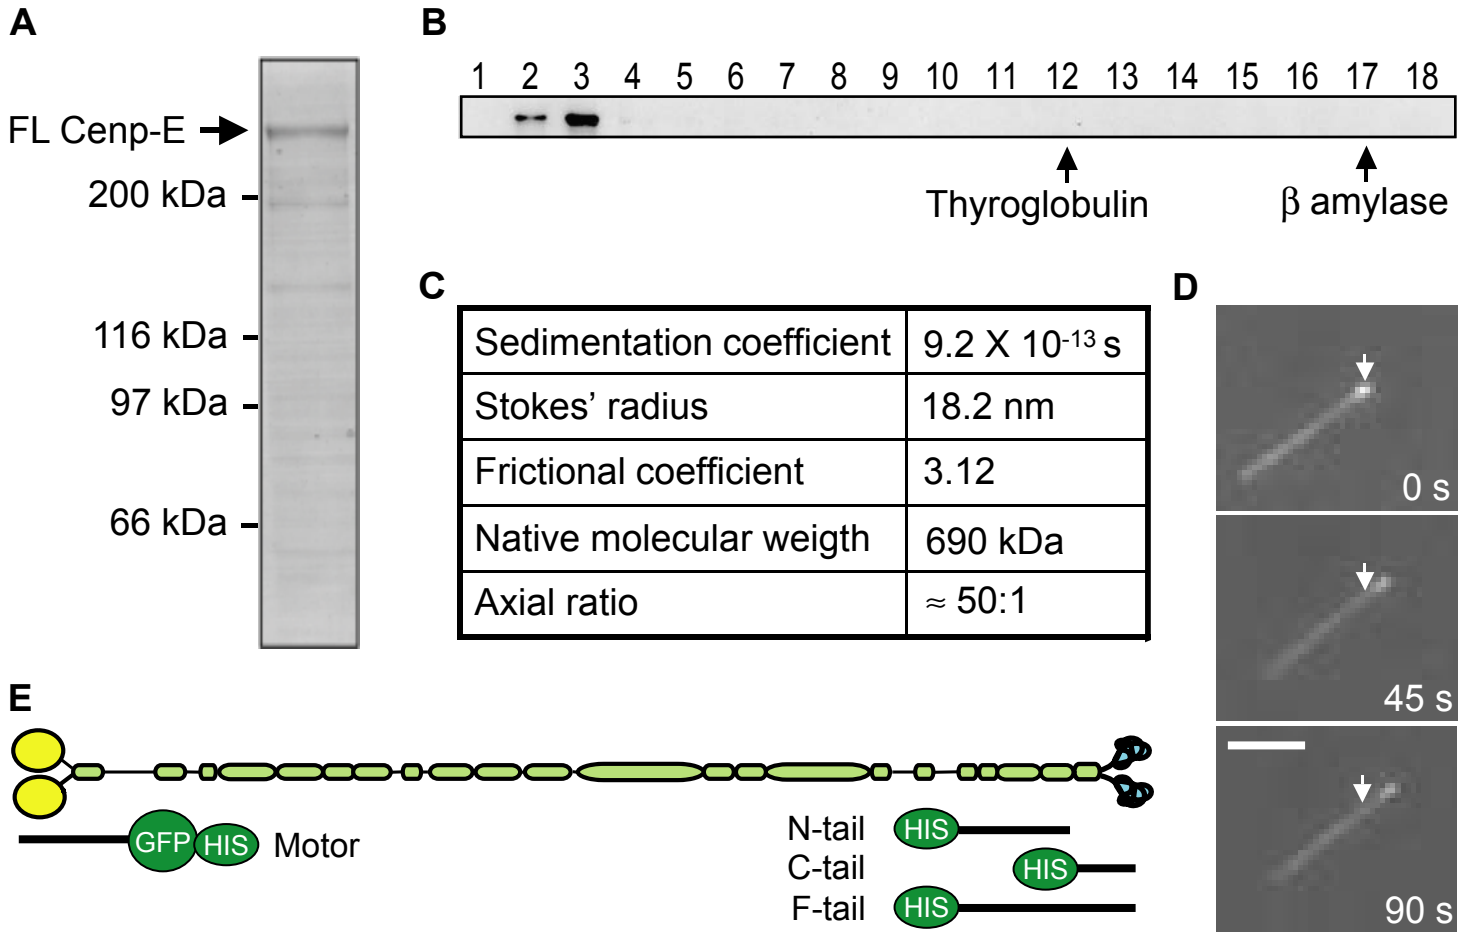 A
FL Cenp-E
200 kDa
116 kDa
97 kDa
66 kDa
B
1 2 3 4 5 6 7 8 9 10 11 12 13 14 15 16 17 18
Thyroglobulin β amylase
C
Sedimentation coefficient 9.2 X 10⁻¹³ s
Stokes’ radius 18.2 nm
Frictional coefficient 3.12
Native molecular weigth 690 kDa
Axial ratio ≈ 50:1
D
0 s
45 s
90 s
E
GFP HIS Motor
N-tail HIS
C-tail HIS
F-tail HIS